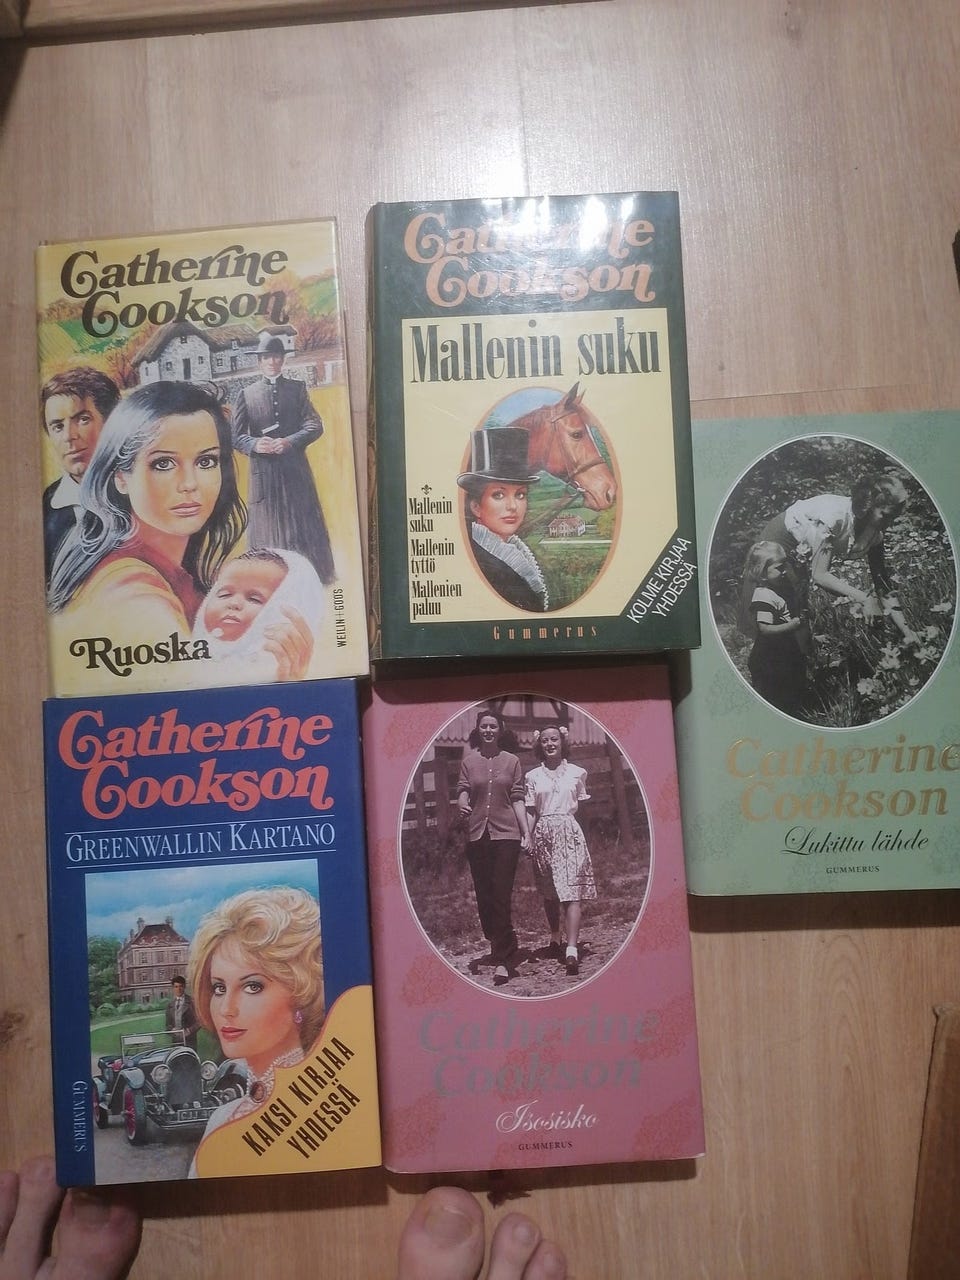 Catherine
Cookson
Ruoska
WEILIN+GÖÖS
Catherine
Cookson
Mallenin suku
Mallenin
suku
Mallenin
tyttö
Mallenien
paluu
KOLME KIRJAA
YHDESSÄ
Gummerus
Catherine
Cookson
Lukittu lähde
GUMMERUS
Catherine
Cookson
GREENWALLIN KARTANO
GUMMERUS
KAKSI KIRJAA
YHDESSÄ
Catherine
Cookson
Isosisko
GUMMERUS